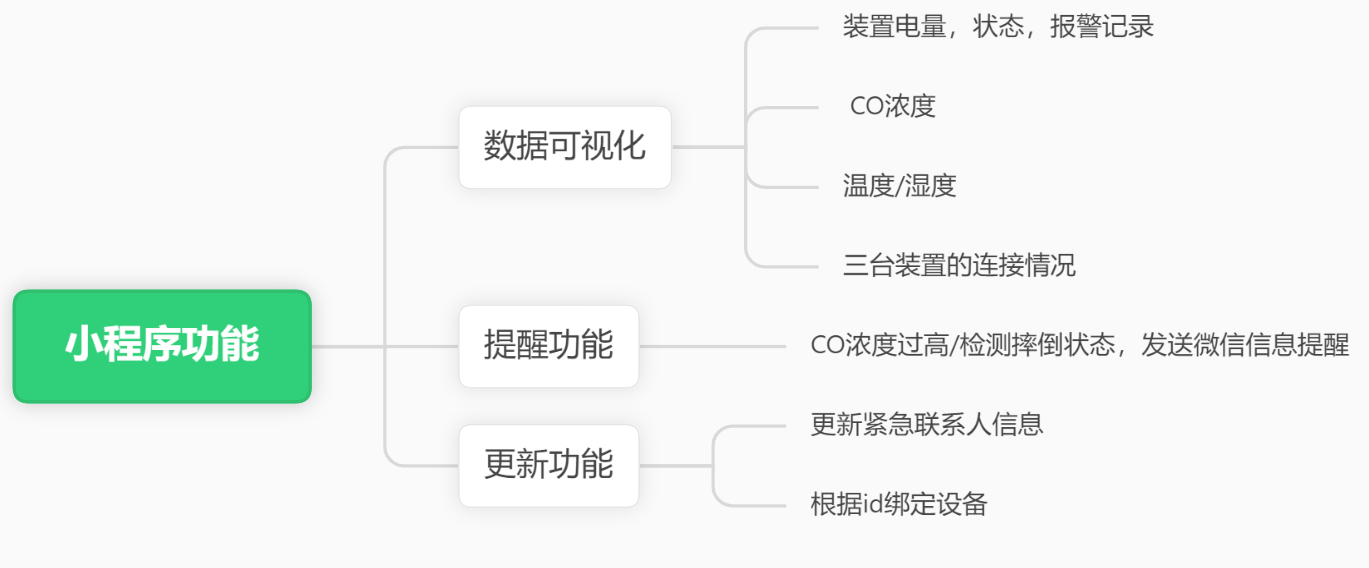 小程序功能
数据可视化
装置电量，状态，报警记录
CO浓度
温度/湿度
三台装置的连接情况
提醒功能
CO浓度过高/检测摔倒状态，发送微信信息提醒
更新功能
更新紧急联系人信息
根据id绑定设备